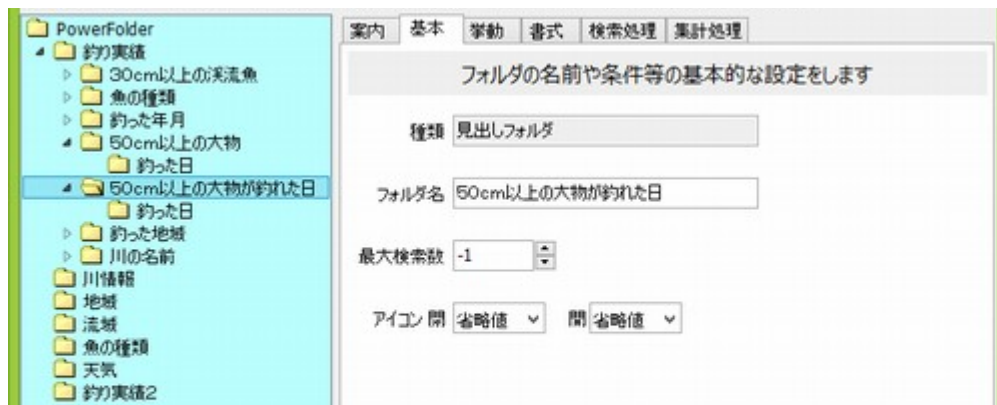 PowerFolder
釣り実績
30cm以上の渓流魚
魚の種類
釣った年月
50cm以上の大物
釣った日
50cm以上の大物が釣れた日
釣った日
釣った地域
川の名前
川情報
地域
流域
魚の種類
天気
釣り実績2
案内 基本 挙動 書式 検索処理 集計処理
フォルダの名前や条件等の基本的な設定をします
種類 見出しフォルダ
フォルダ名 50cm以上の大物が釣れた日
最大検索数 -1
アイコン 閉 省略値 開 省略値